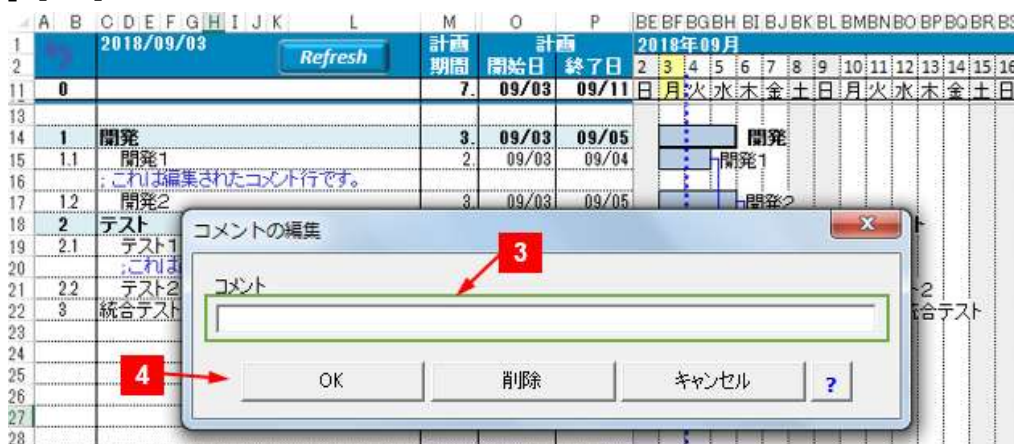 A B C D E F G H I J K L M O P BE BF BG BH BI BJ BK BL BM BN BO BP BQ BR BS
1 2018/09/03 Refresh 計画 計画 2018年09月
2 期間 開始日 終了日 2 3 4 5 6 7 8 9 10 11 12 13 14 15 16
11 0 7. 09/03 09/11 日 月 火 水 木 金 土 日 月 火 水 木 金 土 日
13
14 1 開発 3. 09/03 09/05 開発
15 1.1 開発1 2. 09/03 09/04 開発1
16 ; これは編集されたコメント行です。
17 1.2 開発2 3. 09/03 09/05 開発2
18 2 テスト ト
19 2.1 テスト1
20 ;これは
21 2.2 テスト2 -2
22 3 統合テスト 統合テスト
23
24
25
26
27
28
コメントの編集
3
コメント
4
OK 削除 キャンセル ?